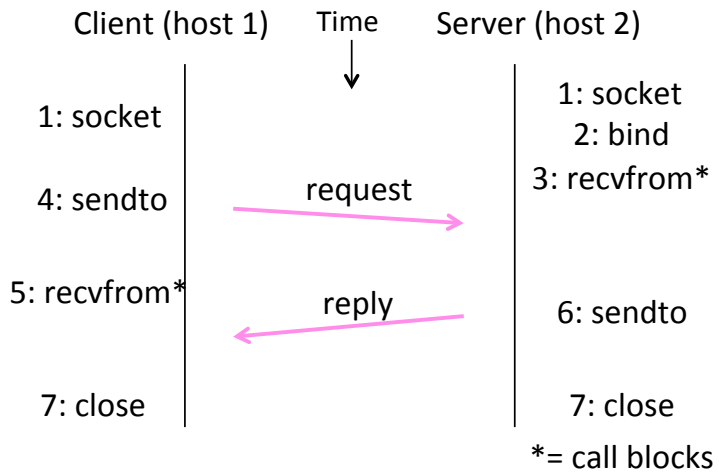 Client (host 1)
Time
Server (host 2)
1: socket
1: socket
2: bind
3: recvfrom*
4: sendto
request
5: recvfrom*
reply
6: sendto
7: close
7: close
*= call blocks